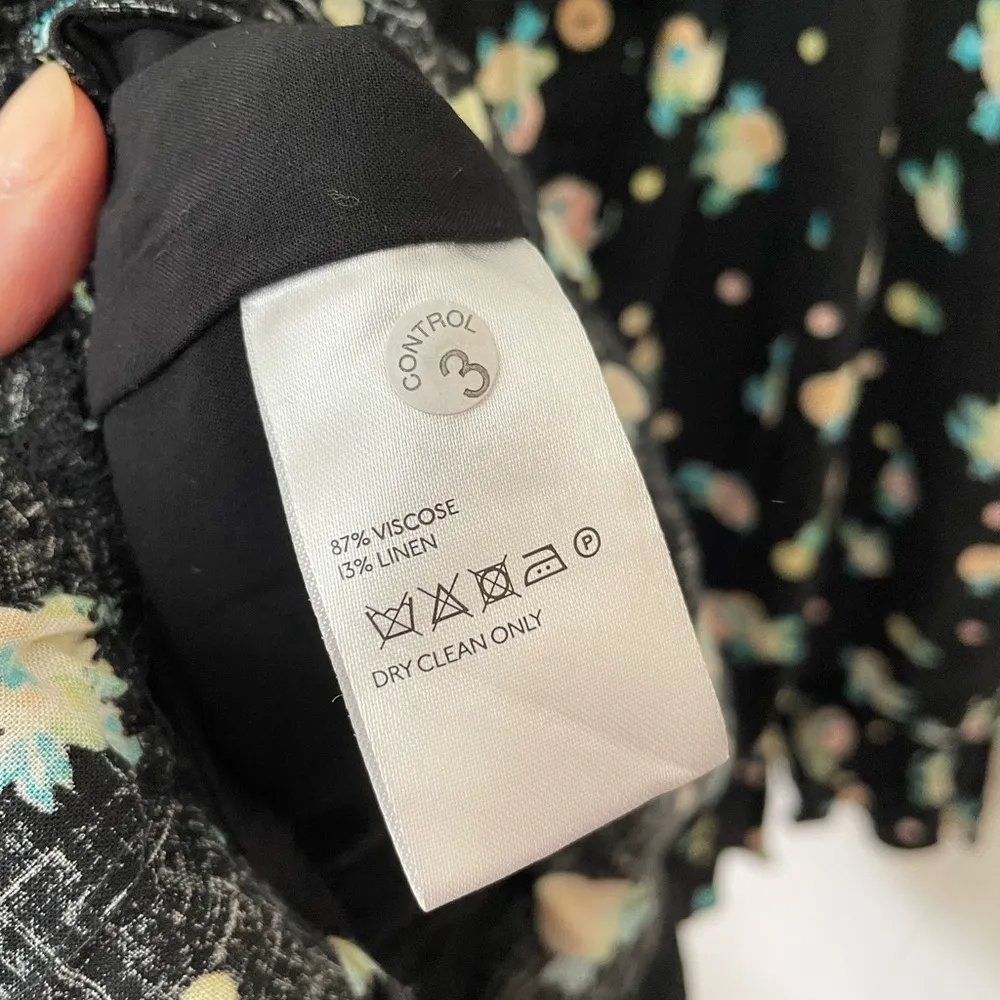 CONTROL
3
87% VISCOSE
13% LINEN
P
DRY CLEAN ONLY